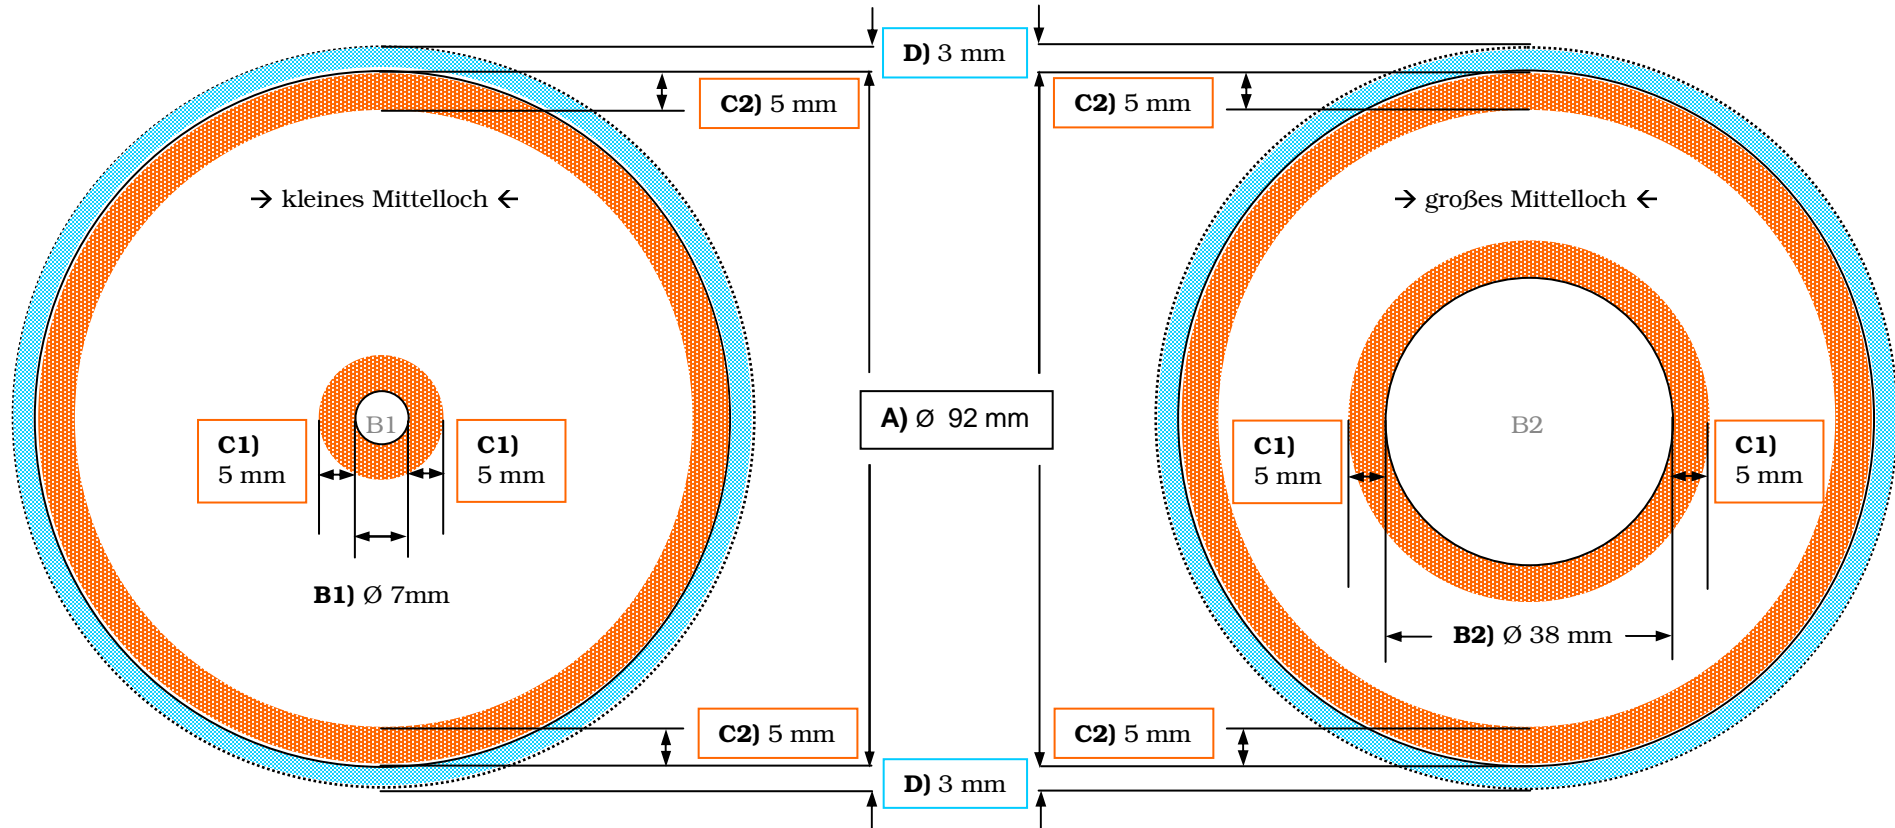 D) 3 mm
C2) 5 mm
C2) 5 mm
→ kleines Mittelloch ←
→ großes Mittelloch ←
B1
C1)
5 mm
C1)
5 mm
A) Ø 92 mm
B2
C1)
5 mm
C1)
5 mm
B1) Ø 7mm
B2) Ø 38 mm
C2) 5 mm
C2) 5 mm
D) 3 mm